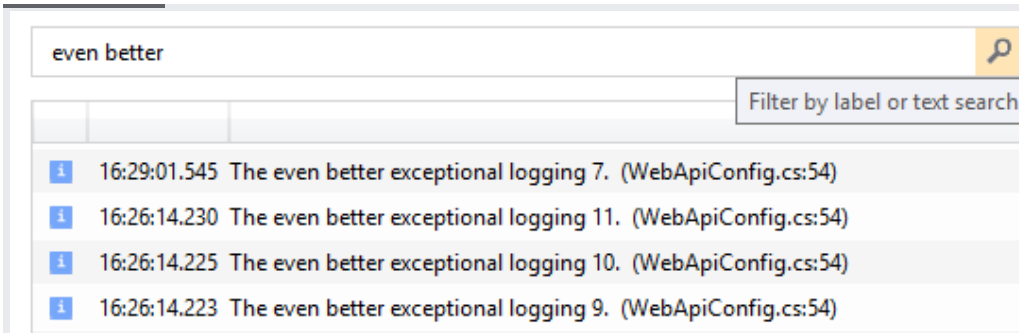 even better
Filter by label or text search
i 16:29:01.545 The even better exceptional logging 7. (WebApiConfig.cs:54)
i 16:26:14.230 The even better exceptional logging 11. (WebApiConfig.cs:54)
i 16:26:14.225 The even better exceptional logging 10. (WebApiConfig.cs:54)
i 16:26:14.223 The even better exceptional logging 9. (WebApiConfig.cs:54)